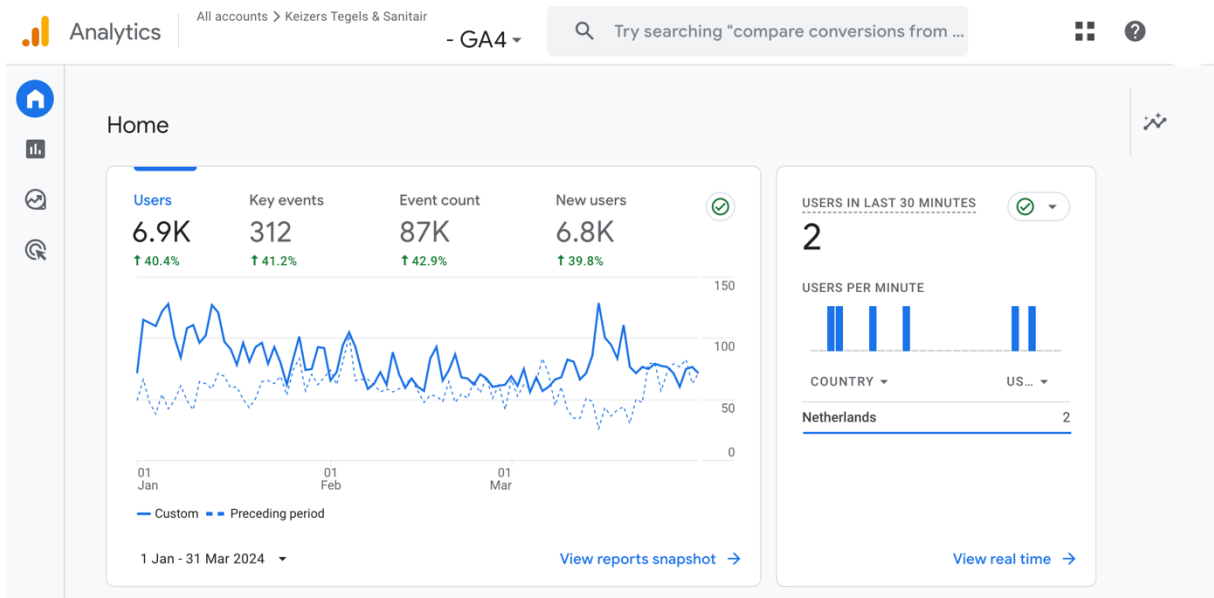 Analytics
All accounts > Keizers Tegels & Sanitair
- GA4
Try searching "compare conversions from ...
Home
Users
6.9K
↑ 40.4%
Key events
312
↑ 41.2%
Event count
87K
↑ 42.9%
New users
6.8K
↑ 39.8%
150
100
50
0
01
Jan
01
Feb
01
Mar
Custom
Preceding period
1 Jan - 31 Mar 2024
View reports snapshot →
USERS IN LAST 30 MINUTES
2
USERS PER MINUTE
COUNTRY
US...
Netherlands 2
View real time →